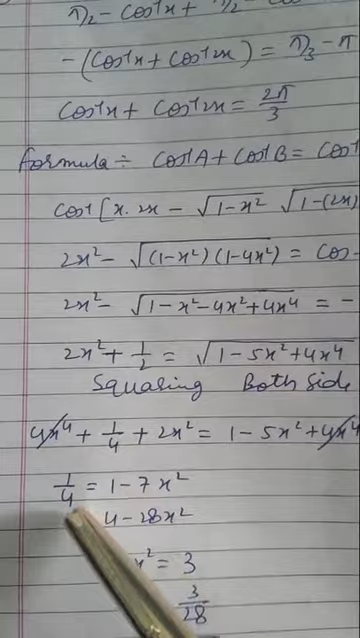 π/2 - cos⁻¹x + π/2 - cos
-(cos⁻¹x + cos⁻¹2x) = π/3 - π
cos⁻¹x + cos⁻¹2x = 2π/3
formula ÷ cos⁻¹A + cos⁻¹B = cos⁻¹
cos⁻¹[x. 2x - √1-x² √1-(2x)
2x² - √(1-x²)(1-4x²) = cos
2x² - √1-x²-4x²+4x⁴ = -
2x² + 1/2 = √1-5x²+4x⁴
Squaring Both Side
4x⁴ + 1/4 + 2x² = 1-5x²+4x⁴
1/4 = 1-7x²
4-28x²
x² = 3
3/28